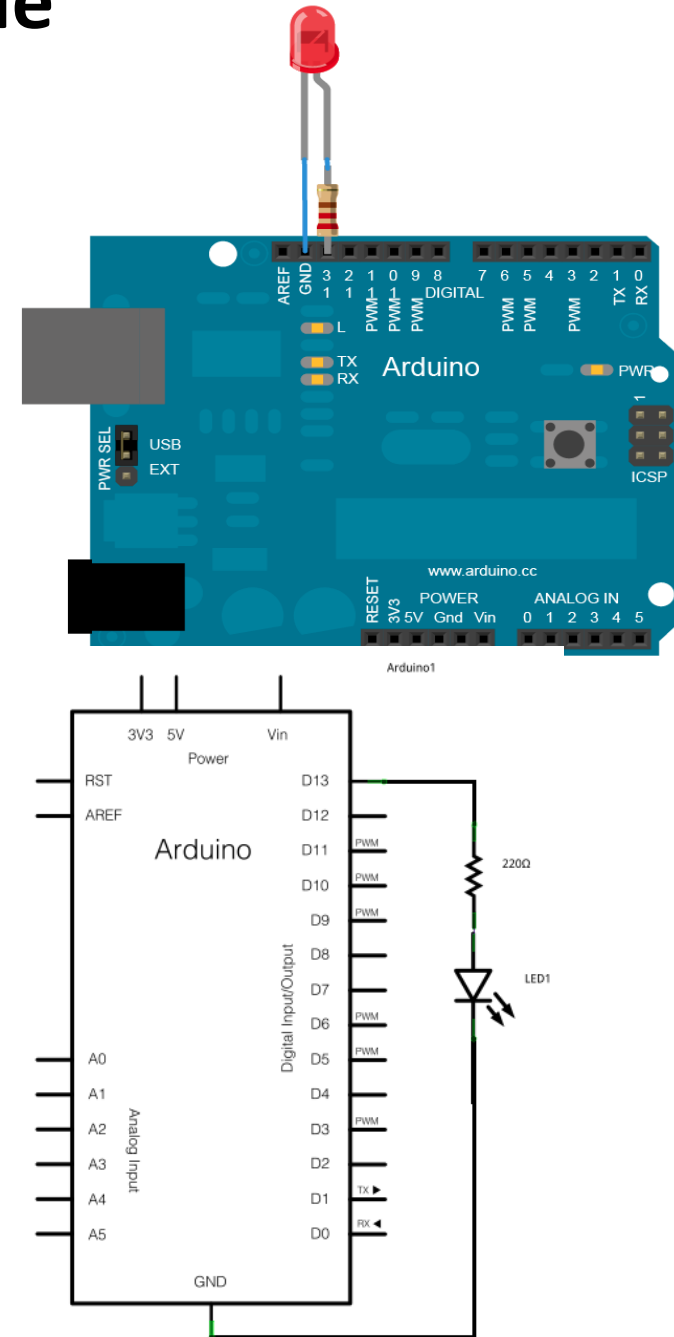 AREF
GND
13
12
PWM 11
PWM 10
PWM 9
8
DIGITAL
7
PWM 6
PWM 5
4
PWM 3
2
TX 1
RX 0
L
TX
RX
Arduino
PWR
1
ICSP
PWR SEL
USB
EXT
www.arduino.cc
POWER
ANALOG IN
RESET
3V3
5V Gnd Vin
0 1 2 3 4 5
Arduino1
3V3 5V Vin
Power
RST
AREF
Arduino
D13
D12
D11 PWM
D10 PWM
D9 PWM
D8
D7
D6 PWM
D5 PWM
D4
D3 PWM
D2
D1 TX ▶
D0 RX ◀
Digital Input/Output
A0
A1
A2
A3
A4
A5
Analog Input
GND
220Ω
LED1